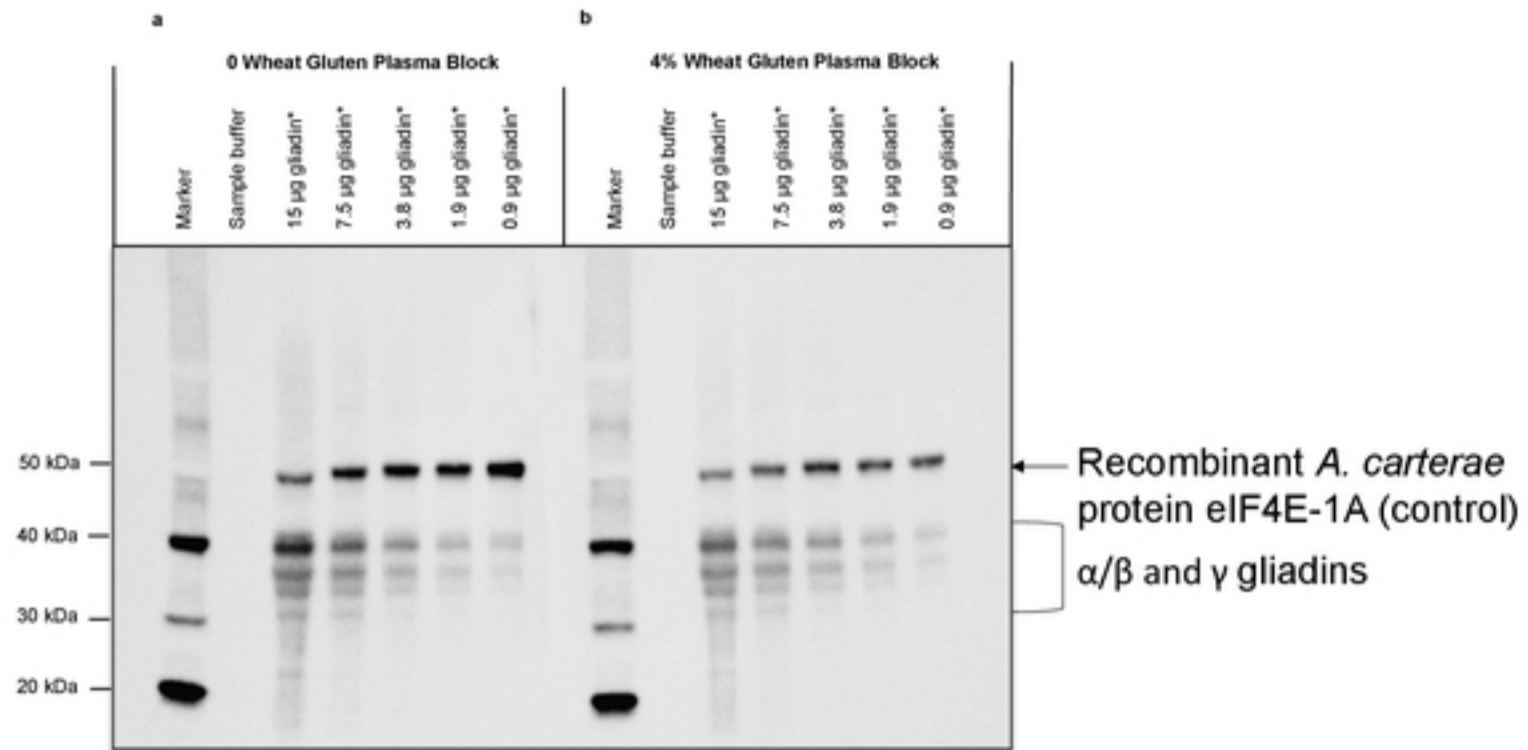 a
b
0 Wheat Gluten Plasma Block
4% Wheat Gluten Plasma Block
Marker
Sample buffer
15 µg gliadin*
7.5 µg gliadin*
3.8 µg gliadin*
1.9 µg gliadin*
0.9 µg gliadin*
Marker
Sample buffer
15 µg gliadin*
7.5 µg gliadin*
3.8 µg gliadin*
1.9 µg gliadin*
0.9 µg gliadin*
50 kDa
40 kDa
30 kDa
20 kDa
Recombinant A. carterae
protein eIF4E-1A (control)
α/β and γ gliadins